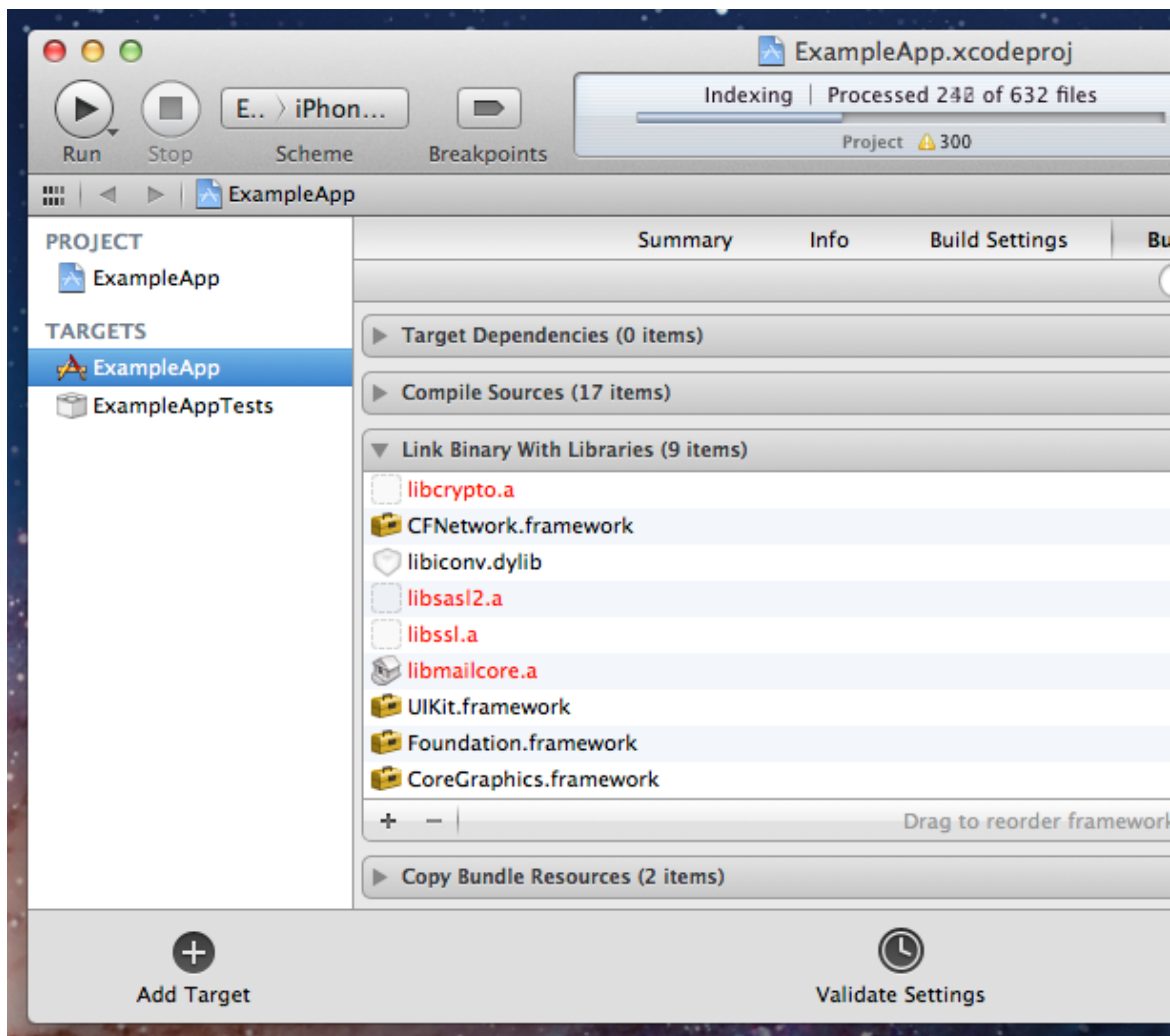 ExampleApp.xcodeproj
E.. 〉 iPhon...
Indexing | Processed of 632 files
Project 300
Run Stop Scheme Breakpoints
ExampleApp
PROJECT
ExampleApp
TARGETS
ExampleApp
ExampleAppTests
Summary Info Build Settings
Target Dependencies (0 items)
Compile Sources (17 items)
Link Binary With Libraries (9 items)
libcrypto.a
CFNetwork.framework
libiconv.dylib
libsasl2.a
libssl.a
libmailcore.a
UIKit.framework
Foundation.framework
CoreGraphics.framework
+ −
Drag to reorder framework
Copy Bundle Resources (2 items)
Add Target Validate Settings